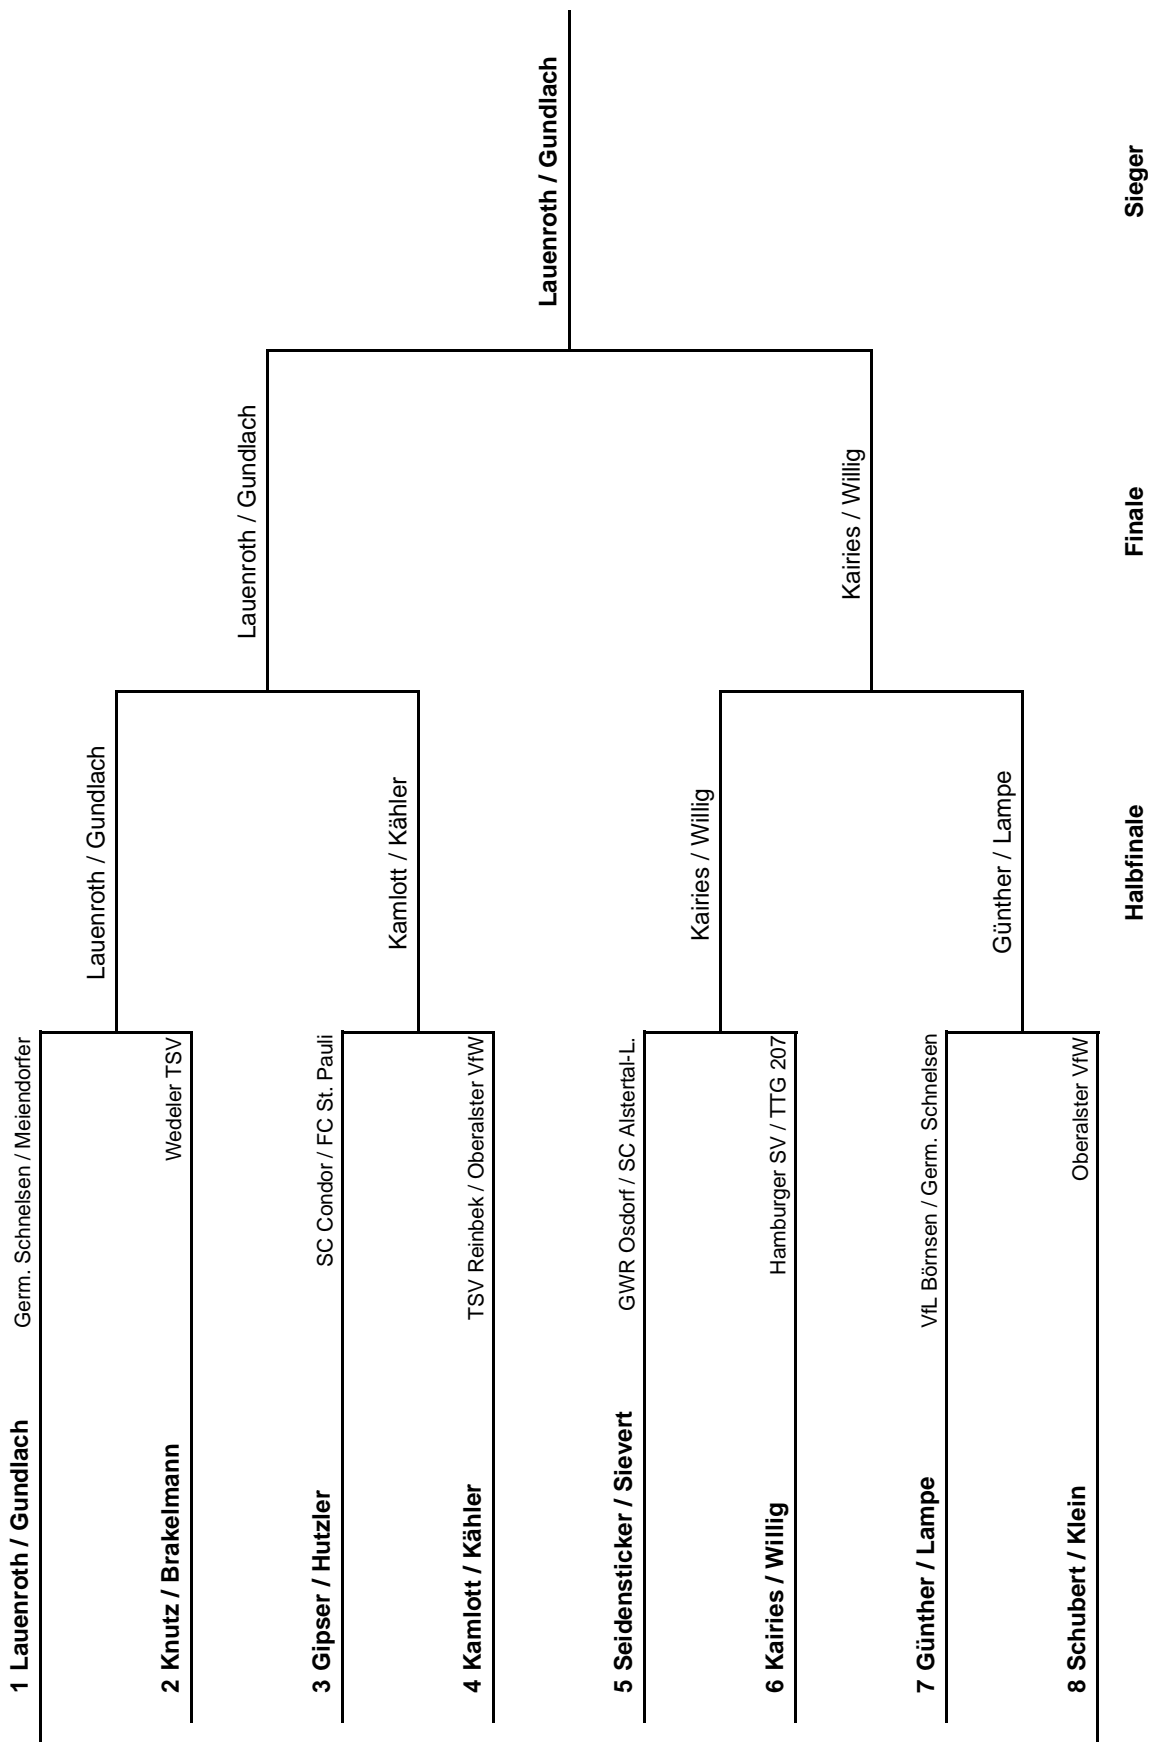 1 Lauenroth / Gundlach Germ. Schnelsen / Meiendorfer
Lauenroth / Gundlach
2 Knutz / Brakelmann Wedeler TSV
Lauenroth / Gundlach
3 Gipser / Hutzler SC Condor / FC St. Pauli
Kamlott / Kähler
4 Kamlott / Kähler TSV Reinbek / Oberalster VfW
Lauenroth / Gundlach
5 Seidensticker / Sievert GWR Osdorf / SC Alstertal-L.
Kairies / Willig
6 Kairies / Willig Hamburger SV / TTG 207
Kairies / Willig
7 Günther / Lampe VfL Börnsen / Germ. Schnelsen
Günther / Lampe
8 Schubert / Klein Oberalster VfW
Halbfinale Finale Sieger